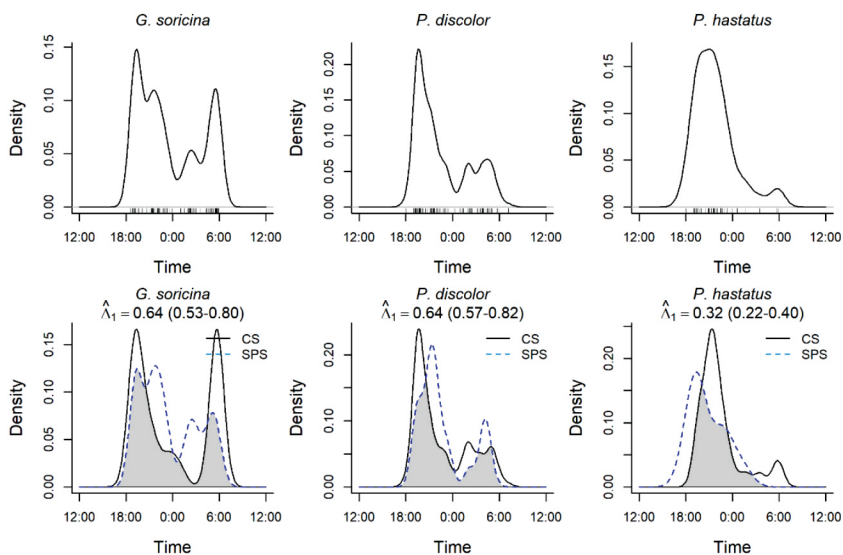 G. soricina
P. discolor
P. hastatus
Density
0.00 0.05 0.10 0.15
12:00 18:00 0:00 6:00 12:00
Time
Density
0.00 0.05 0.10 0.15 0.20
12:00 18:00 0:00 6:00 12:00
Time
Density
0.00 0.05 0.10 0.15
12:00 18:00 0:00 6:00 12:00
Time
G. soricina
Δ̂₁ = 0.64 (0.53-0.80)
CS
SPS
Density
0.00 0.05 0.10 0.15
12:00 18:00 0:00 6:00 12:00
Time
P. discolor
Δ̂₁ = 0.64 (0.57-0.82)
CS
SPS
Density
0.00 0.10 0.20
12:00 18:00 0:00 6:00 12:00
Time
P. hastatus
Δ̂₁ = 0.32 (0.22-0.40)
CS
SPS
Density
0.00 0.10 0.20
12:00 18:00 0:00 6:00 12:00
Time